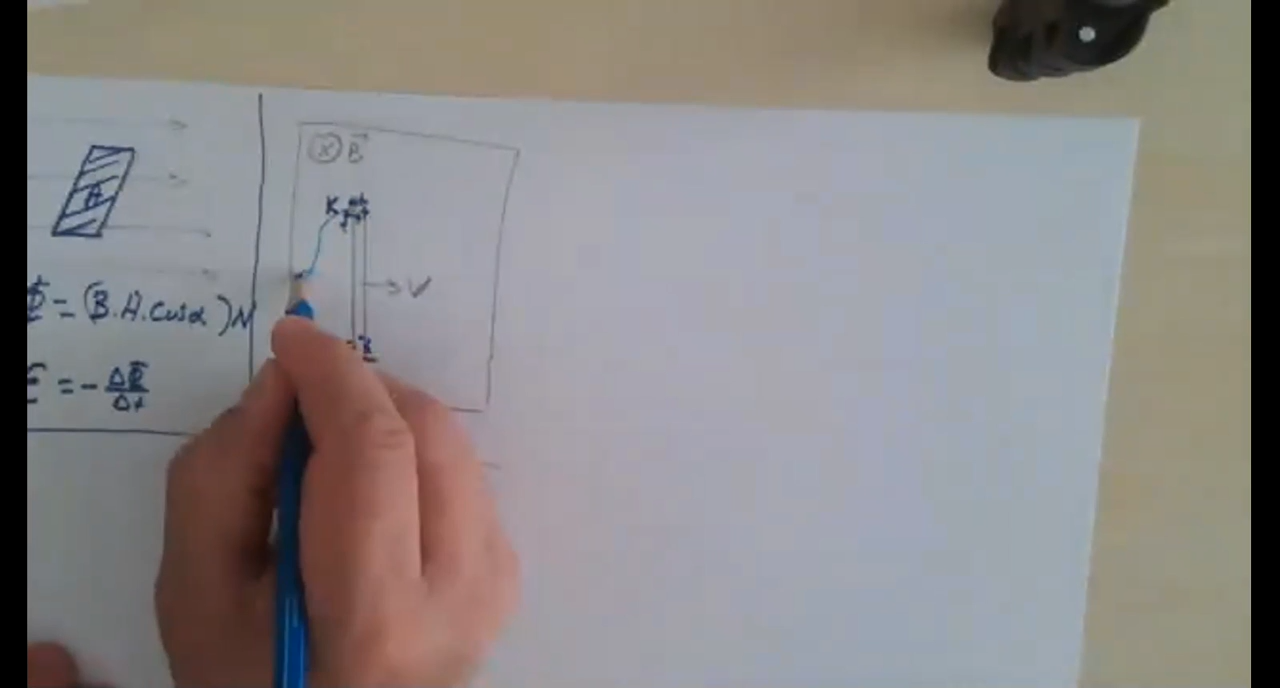 A
Φ = (B.A.Cosα)N
ε = - ΔΦ
Δt
⊗ B⃗
K
V